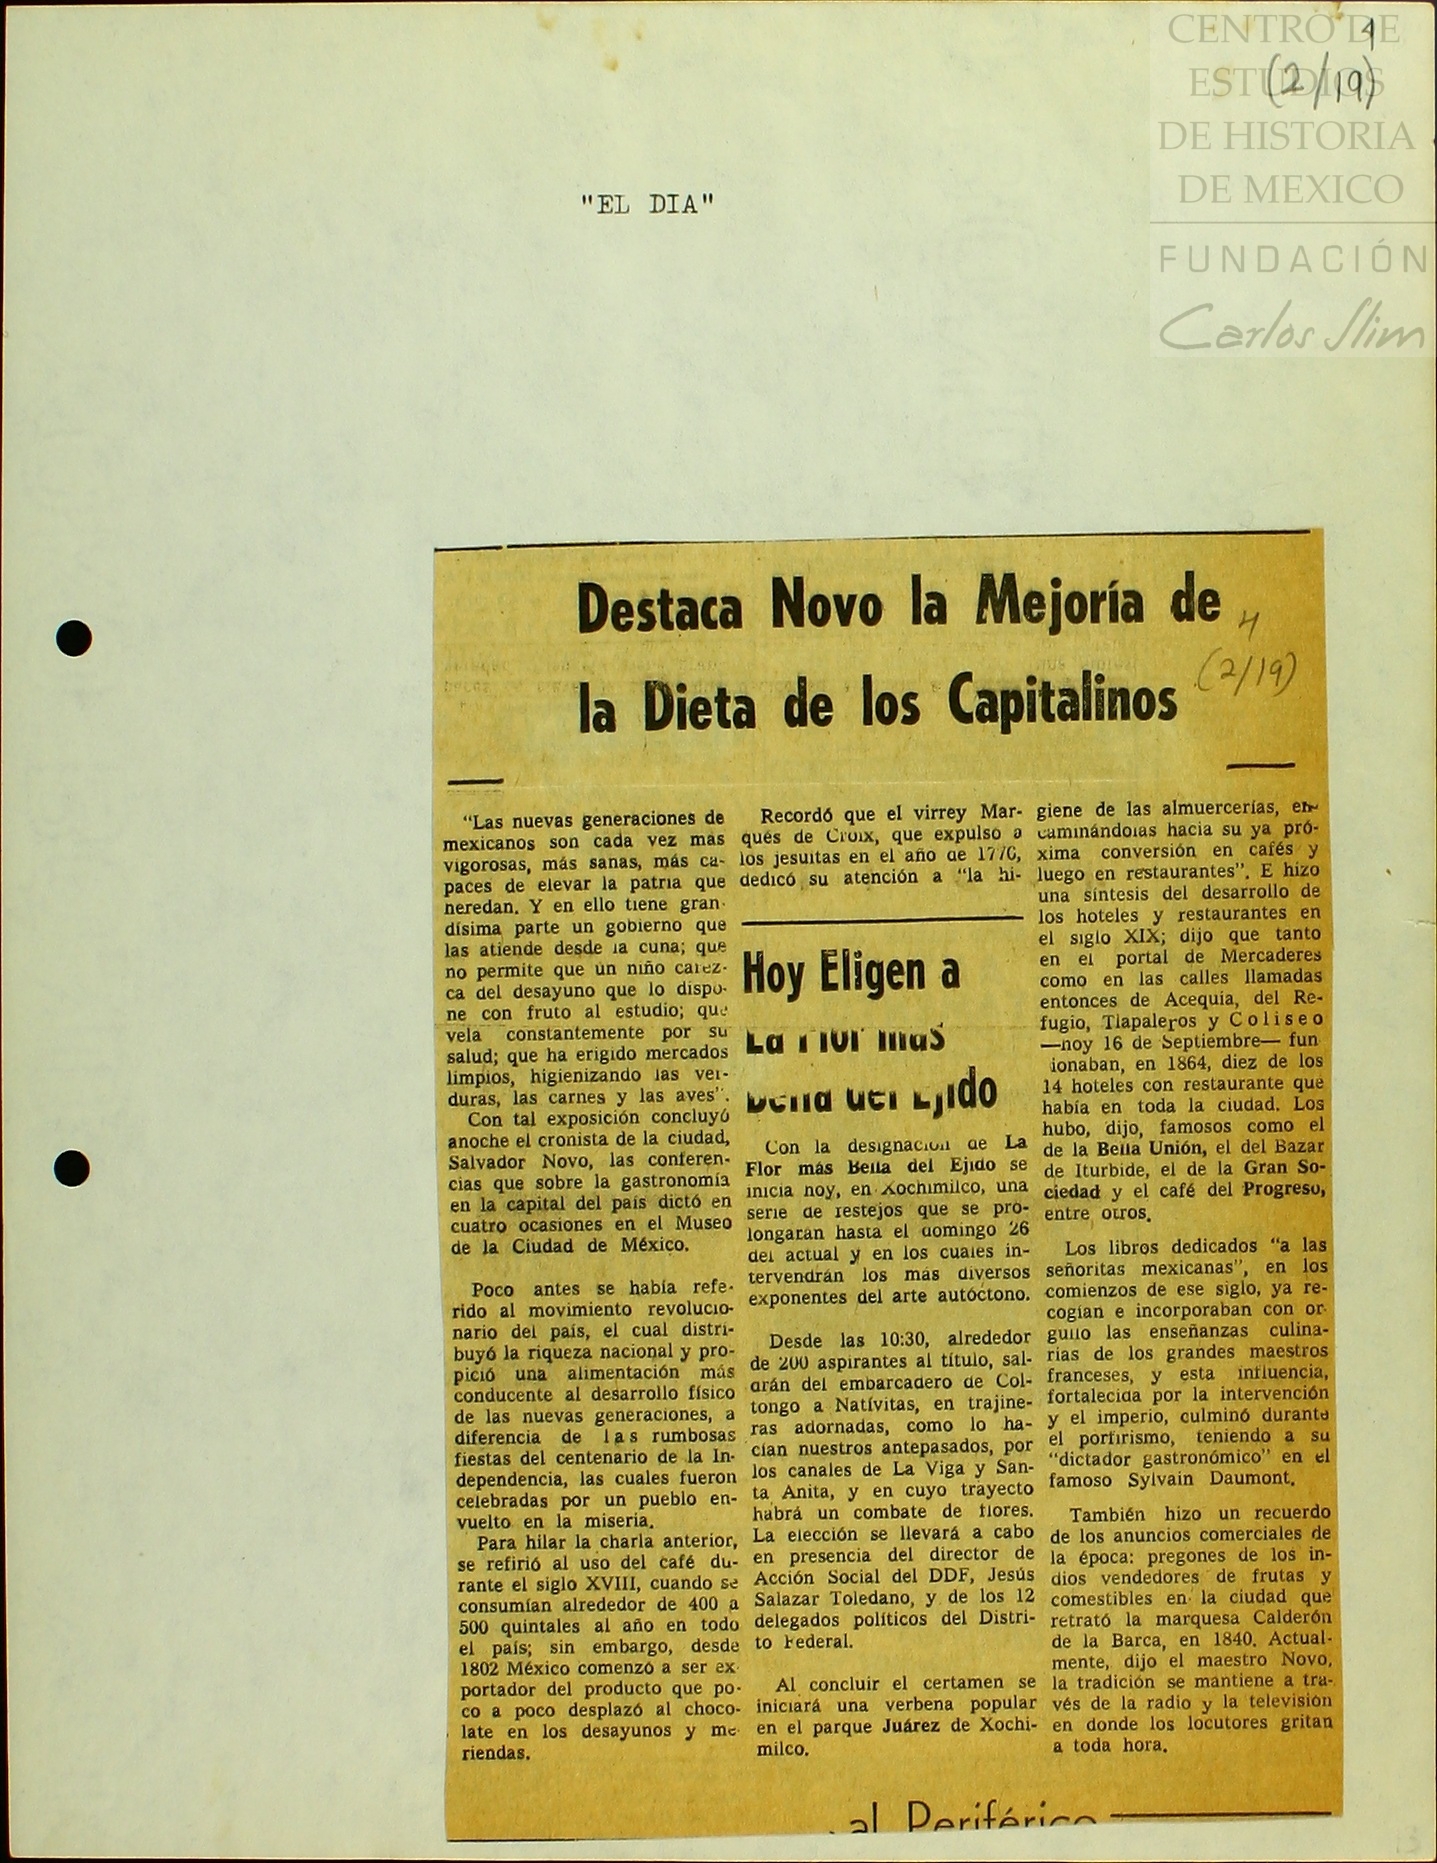 CENTRO DE
ESTUDIOS
DE HISTORIA
DE MEXICO
FUNDACIÓN
Carlos Slim
4
(2/19)
"EL DIA"
Destaca Novo la Mejoría de
la Dieta de los Capitalinos
4
(2/19)
"Las nuevas generaciones de
mexicanos son cada vez más
vigorosas, más sanas, más ca-
paces de elevar la patria que
heredan. Y en ello tiene gran-
dísima parte un gobierno que
las atiende desde la cuna; que
no permite que un niño carez-
ca del desayuno que lo dispo-
ne con fruto al estudio; que
vela constantemente por su
salud; que ha erigido mercados
limpios, higienizando las ver-
duras, las carnes y las aves".
Con tal exposición concluyó
anoche el cronista de la ciudad,
Salvador Novo, las conferen-
cias que sobre la gastronomía
en la capital del país dictó en
cuatro ocasiones en el Museo
de la Ciudad de México.
Poco antes se había refe-
rido al movimiento revolucio-
nario del país, el cual distri-
buyó la riqueza nacional y pro-
pició una alimentación más
conducente al desarrollo físico
de las nuevas generaciones, a
diferencia de las rumbosas
fiestas del centenario de la In-
dependencia, las cuales fueron
celebradas por un pueblo en-
vuelto en la miseria.
Para hilar la charla anterior,
se refirió al uso del café du-
rante el siglo XVIII, cuando se
consumían alrededor de 400 a
500 quintales al año en todo
el país; sin embargo, desde
1802 México comenzó a ser ex-
portador del producto que po-
co a poco desplazó al choco-
late en los desayunos y me-
riendas.
Recordó que el virrey Mar-
qués de Croix, que expulsó a
los jesuitas en el año de 1770,
dedicó su atención a "la hi-
giene de las almuercerías, en-
caminándolas hacia su ya pró-
xima conversión en cafés y
luego en restaurantes". E hizo
una síntesis del desarrollo de
los hoteles y restaurantes en
el siglo XIX; dijo que tanto
en el portal de Mercaderes
como en las calles llamadas
entonces de Acequia, del Re-
fugio, Tlapaleros y Coliseo
—hoy 16 de Septiembre— fun
ionaban, en 1864, diez de los
14 hoteles con restaurante que
había en toda la ciudad. Los
hubo, dijo, famosos como el
de la Bella Unión, el del Bazar
de Iturbide, el de la Gran So-
ciedad y el café del Progreso,
entre otros.
Los libros dedicados "a las
señoritas mexicanas", en los
comienzos de ese siglo, ya re-
cogían e incorporaban con or-
gullo las enseñanzas culina-
rias de los grandes maestros
franceses, y esta influencia,
fortalecida por la intervención
y el imperio, culminó durante
el porfirismo, teniendo a su
"dictador gastronómico" en el
famoso Sylvain Daumont.
También hizo un recuerdo
de los anuncios comerciales de
la época: pregones de los in-
dios vendedores de frutas y
comestibles en la ciudad que
retrató la marquesa Calderón
de la Barca, en 1840. Actual-
mente, dijo el maestro Novo,
la tradición se mantiene a tra-
vés de la radio y la televisión
en donde los locutores gritan
a toda hora.
Hoy Eligen a
La Flor más
Bella del Ejido
Con la designación de La
Flor más Bella del Ejido se
inicia hoy, en Xochimilco, una
serie de festejos que se pro-
longarán hasta el domingo 26
del actual y en los cuales in-
tervendrán los más diversos
exponentes del arte autóctono.
Desde las 10:30, alrededor
de 200 aspirantes al título, sal-
drán del embarcadero de Col-
tongo a Natívitas, en trajine-
ras adornadas, como lo ha-
cían nuestros antepasados, por
los canales de La Viga y San-
ta Anita, y en cuyo trayecto
habrá un combate de flores.
La elección se llevará a cabo
en presencia del director de
Acción Social del DDF, Jesús
Salazar Toledano, y de los 12
delegados políticos del Distri-
to Federal.
Al concluir el certamen se
iniciará una verbena popular
en el parque Juárez de Xochi-
milco.
al Periférico